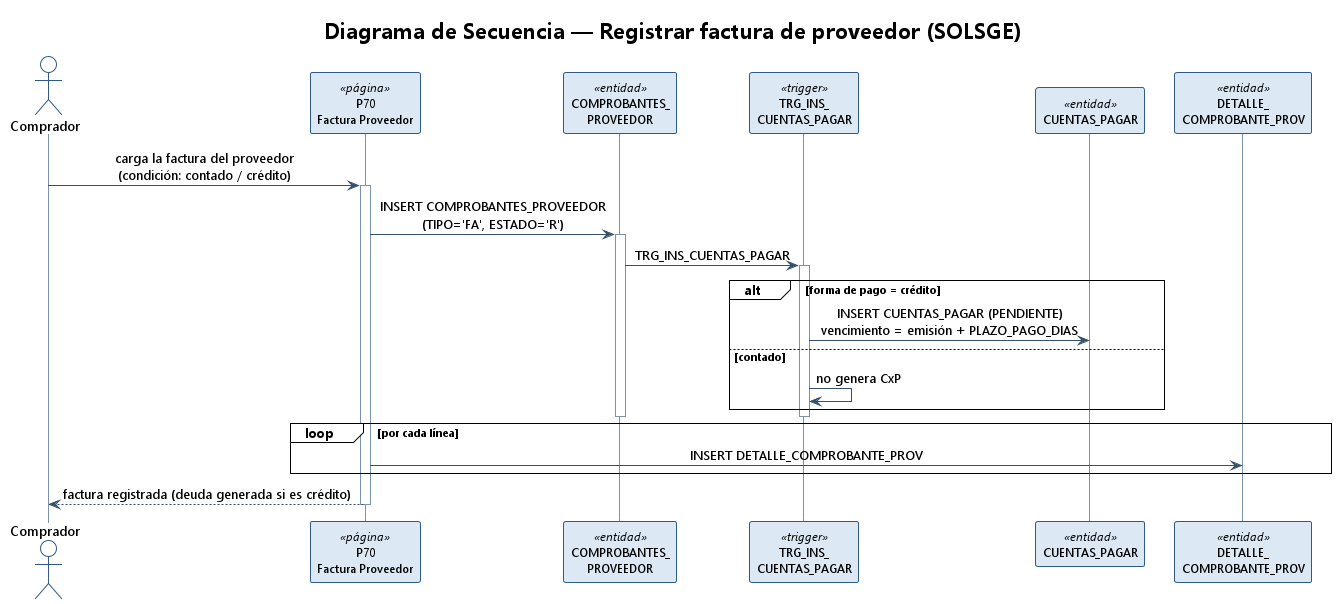 Diagrama de Secuencia — Registrar factura de proveedor (SOLSGE)
Comprador
«página»
P70
Factura Proveedor
«entidad»
COMPROBANTES_
PROVEEDOR
«trigger»
TRG_INS_
CUENTAS_PAGAR
«entidad»
CUENTAS_PAGAR
«entidad»
DETALLE_
COMPROBANTE_PROV
carga la factura del proveedor
(condición: contado / crédito)
INSERT COMPROBANTES_PROVEEDOR
(TIPO='FA', ESTADO='R')
TRG_INS_CUENTAS_PAGAR
alt
[forma de pago = crédito]
INSERT CUENTAS_PAGAR (PENDIENTE)
vencimiento = emisión + PLAZO_PAGO_DIAS
[contado]
no genera CxP
loop
[por cada línea]
INSERT DETALLE_COMPROBANTE_PROV
factura registrada (deuda generada si es crédito)
Comprador
«página»
P70
Factura Proveedor
«entidad»
COMPROBANTES_
PROVEEDOR
«trigger»
TRG_INS_
CUENTAS_PAGAR
«entidad»
CUENTAS_PAGAR
«entidad»
DETALLE_
COMPROBANTE_PROV